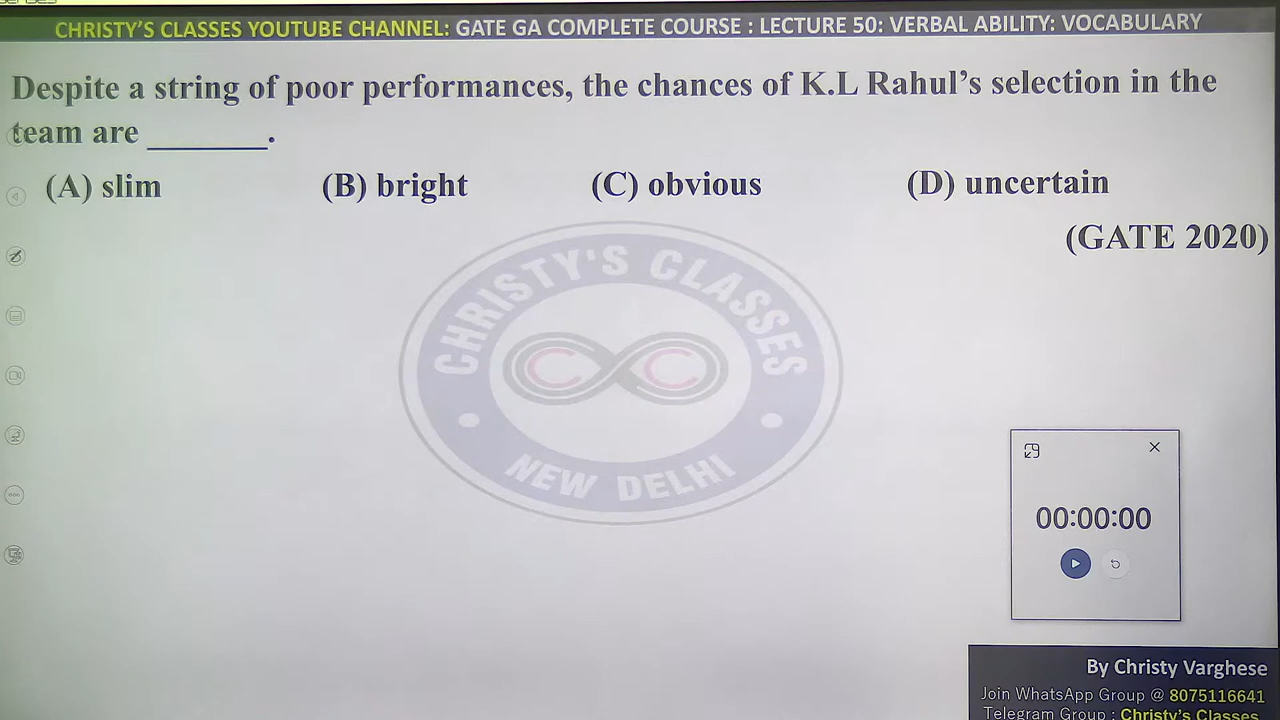 CHRISTY'S CLASSES YOUTUBE CHANNEL: GATE GA COMPLETE COURSE : LECTURE 50: VERBAL ABILITY: VOCABULARY
Despite a string of poor performances, the chances of K.L Rahul's selection in the
team are _______.
(A) slim (B) bright (C) obvious (D) uncertain
(GATE 2020)
CHRISTY'S CLASSES
CC
NEW DELHI
00:00:00
By Christy Varghese
Join WhatsApp Group @ 8075116641
Telegram Group : Christy's Classes